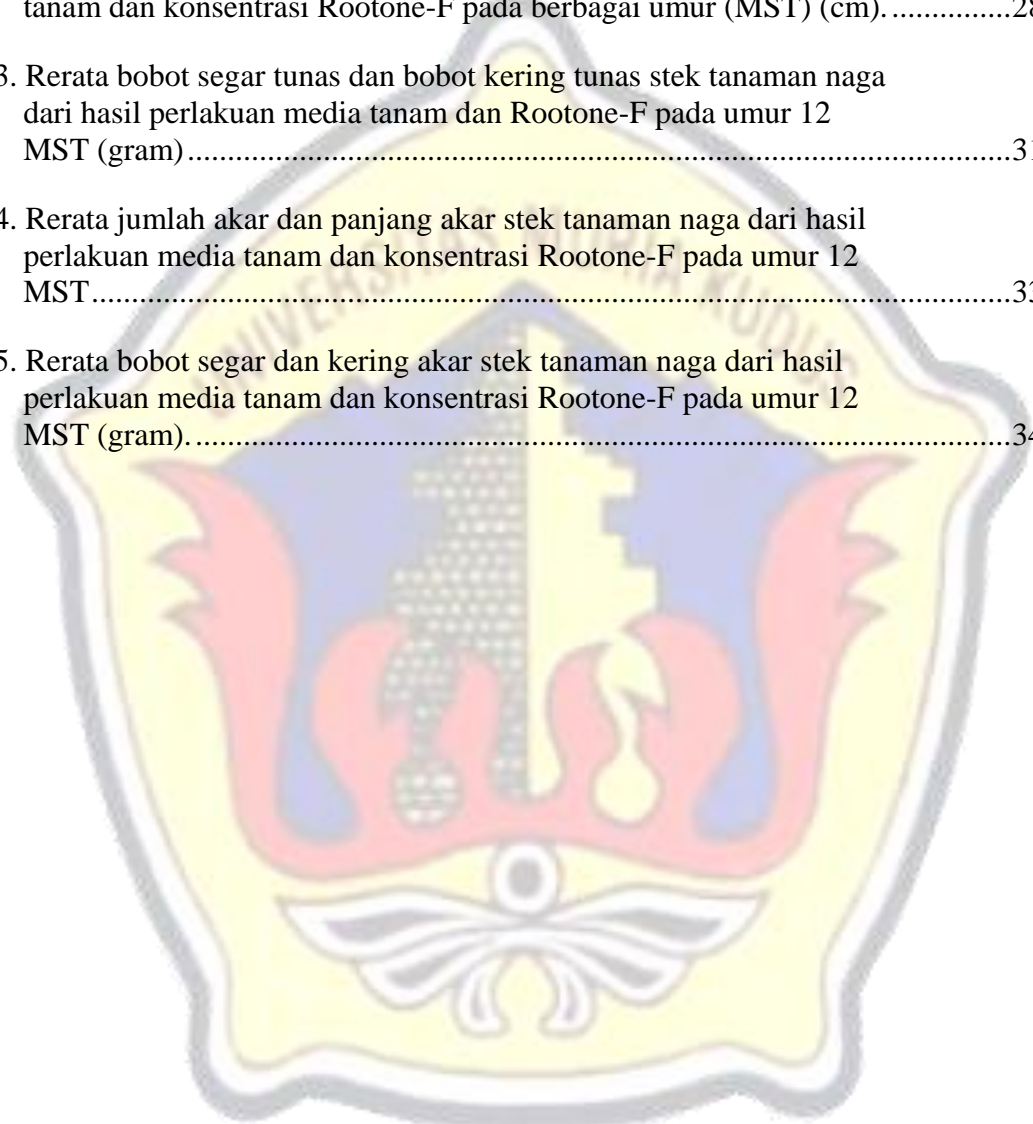 tanam dan konsentrasi Rootone-F pada berbagai umur (MST) (cm). ...............28
3. Rerata bobot segar tunas dan bobot kering tunas stek tanaman naga
dari hasil perlakuan media tanam dan Rootone-F pada umur 12
MST (gram)........................................................................................................31
4. Rerata jumlah akar dan panjang akar stek tanaman naga dari hasil
perlakuan media tanam dan konsentrasi Rootone-F pada umur 12
MST....................................................................................................................33
5. Rerata bobot segar dan kering akar stek tanaman naga dari hasil
perlakuan media tanam dan konsentrasi Rootone-F pada umur 12
MST (gram). .......................................................................................................34
UNIVERSITAS MURIA KUDUS